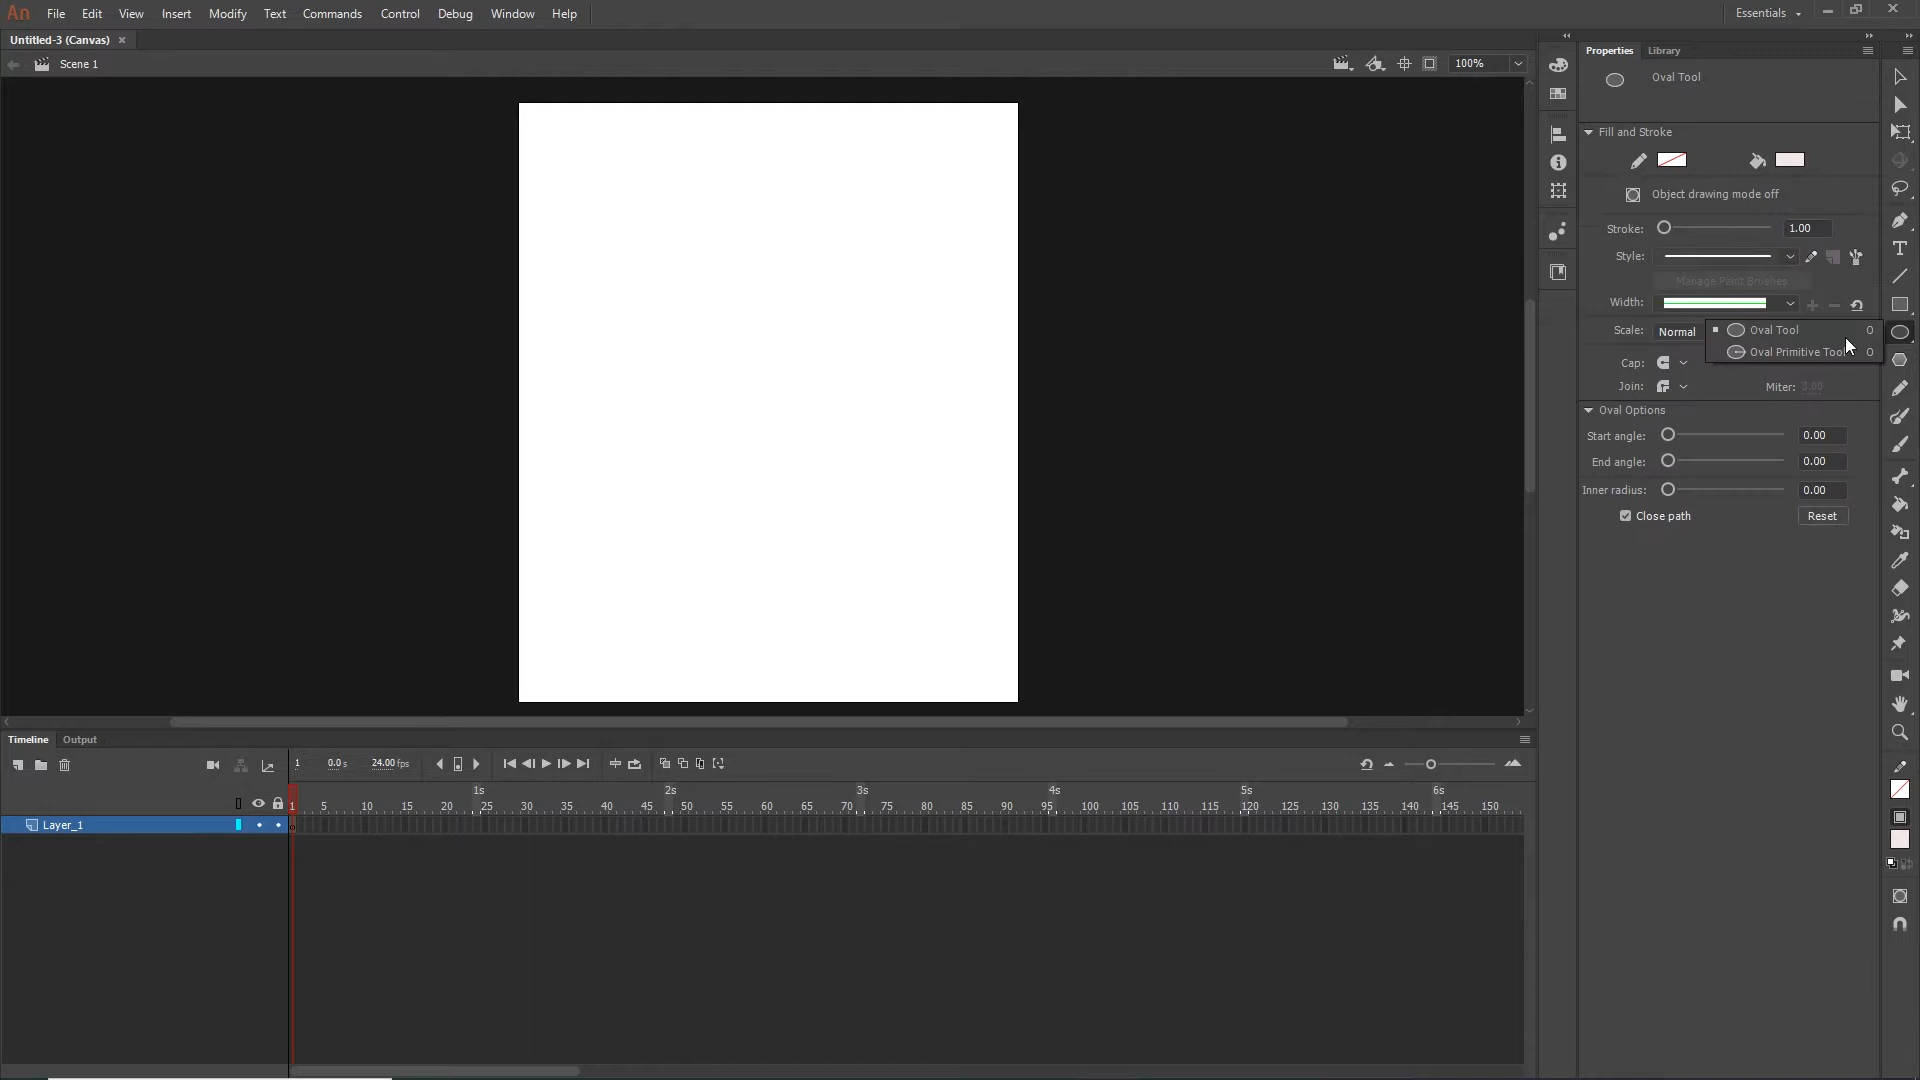 An File Edit View Insert Modify Text Commands Control Debug Window Help Essentials
Untitled-3 (Canvas)
Scene 1 100%
Properties Library
Oval Tool
Fill and Stroke
Object drawing mode off
Stroke: 1.00
Style:
Manage Paint Brushes
Width:
Scale: Normal
Oval Tool O
Oval Primitive Tool O
Cap:
Join: Miter: 3.00
Oval Options
Start angle: 0.00
End angle: 0.00
Inner radius: 0.00
Close path Reset
Timeline Output
1 0.0 s 24.00 fps
1s 2s 3s 4s 5s 6s
1 5 10 15 20 25 30 35 40 45 50 55 60 65 70 75 80 85 90 95 100 105 110 115 120 125 130 135 140 145 150
Layer_1